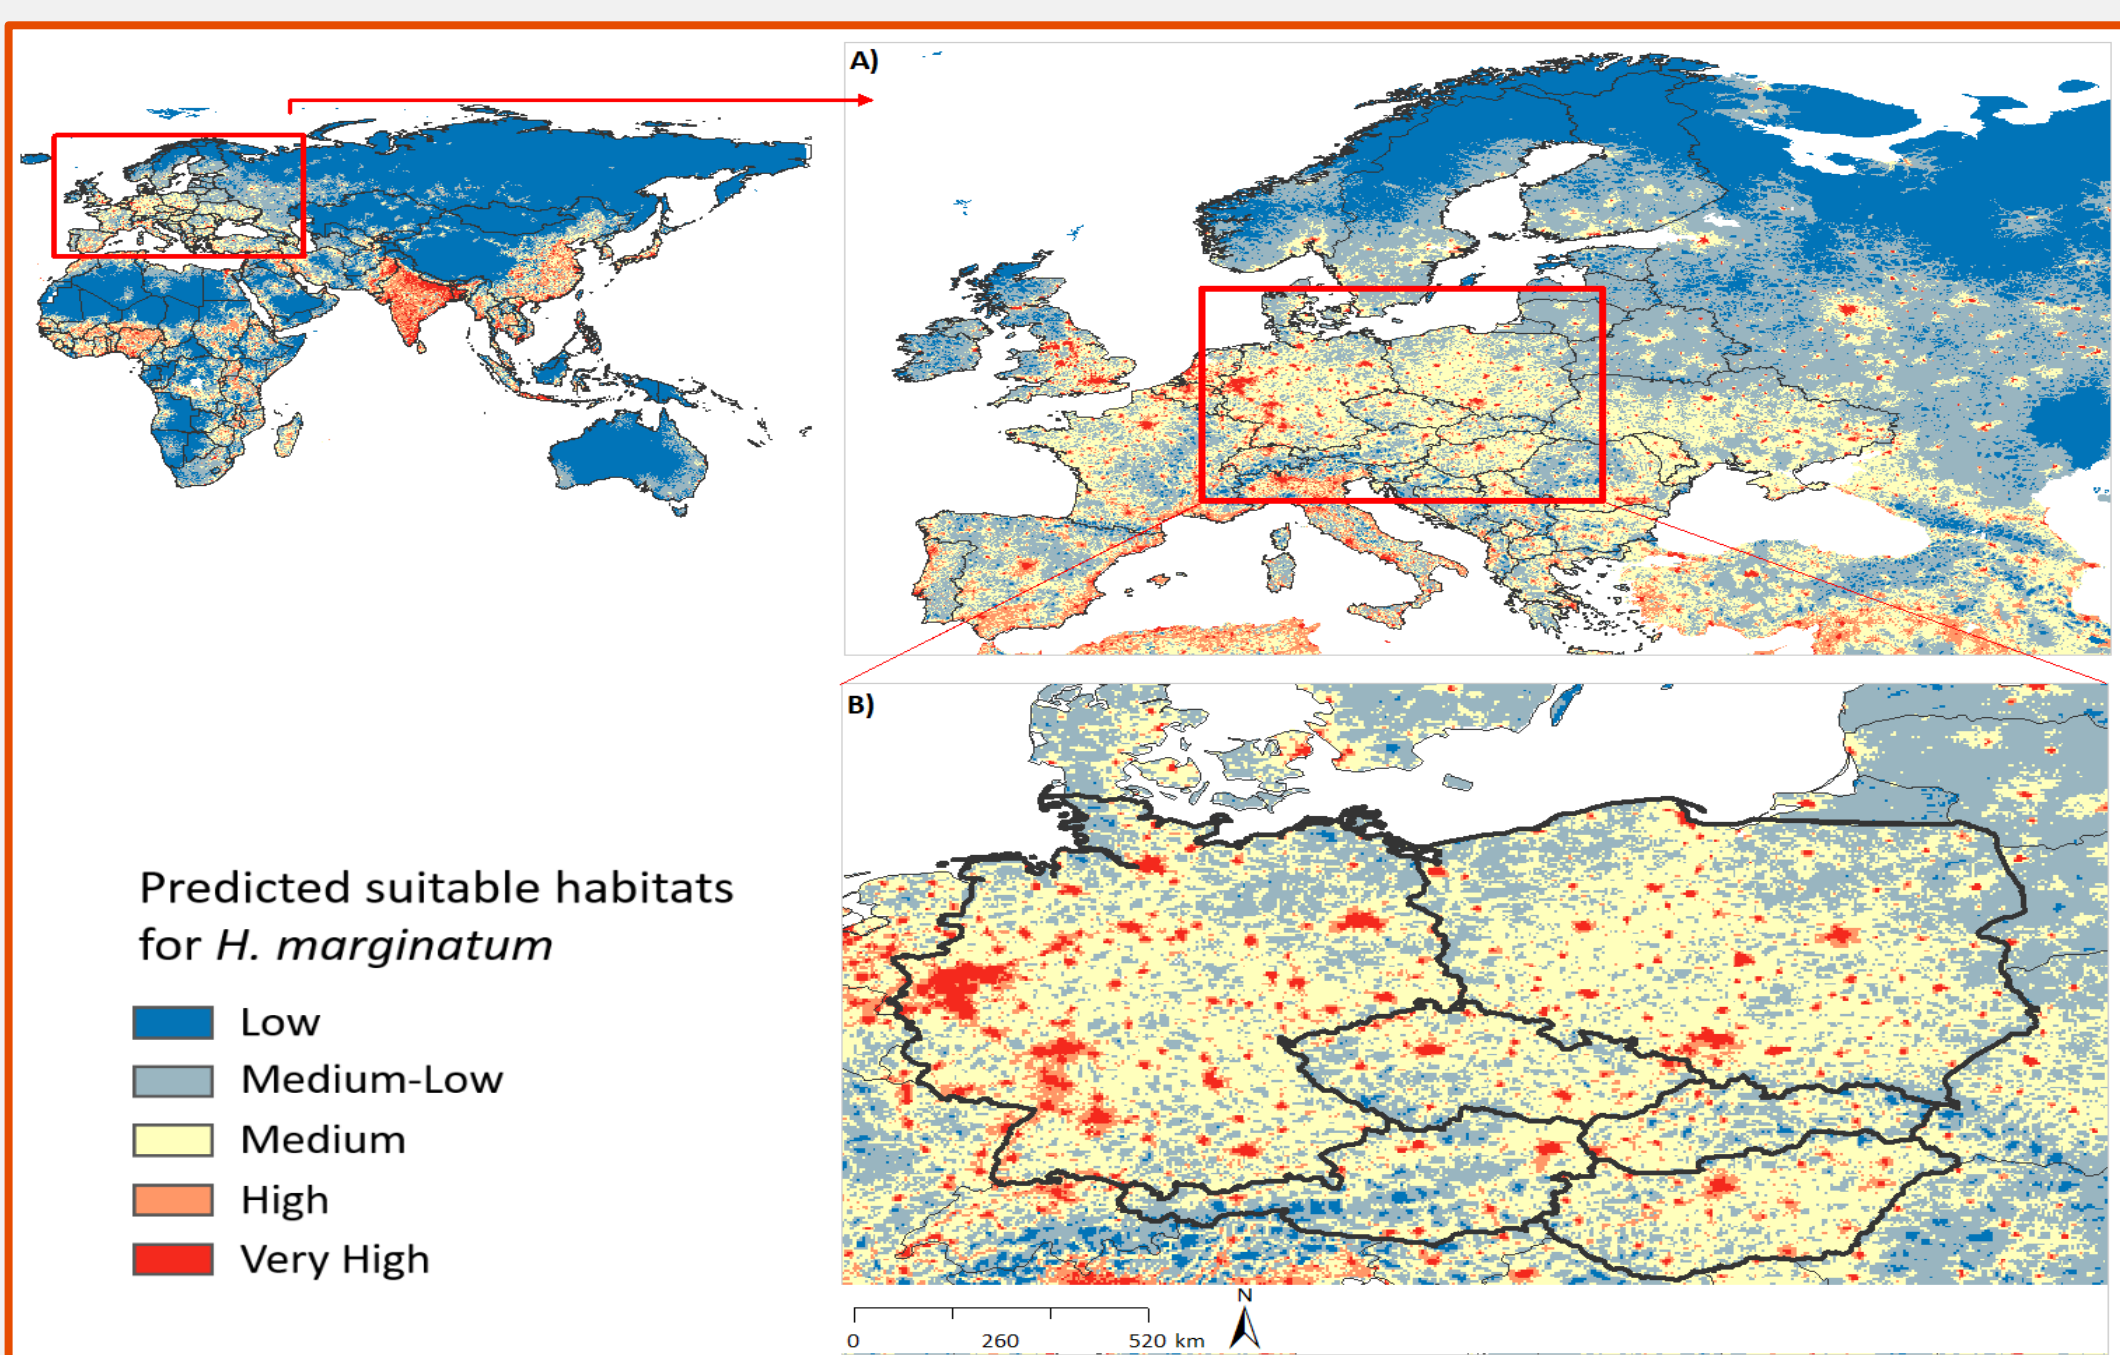 A)
B)
Predicted suitable habitats
for H. marginatum
Low
Medium-Low
Medium
High
Very High
N
0 260 520 km